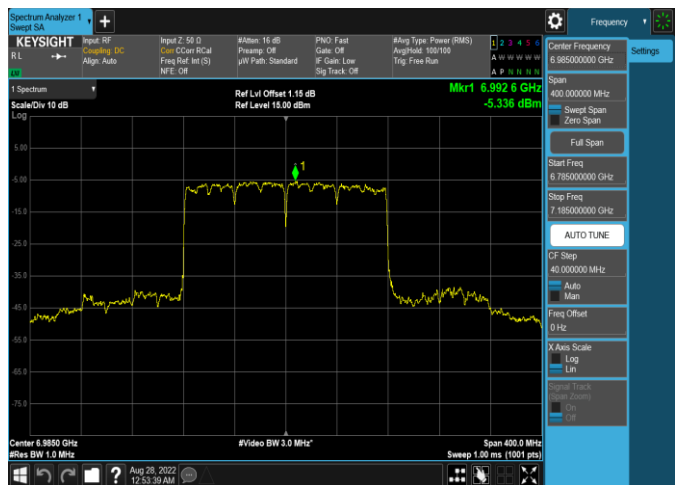 Spectrum Analyzer 1
Swept SA
Frequency
KEYSIGHT
R L
LV
Input: RF
Coupling: DC
Align: Auto
Input Z: 50 Ω
Corr CCorr RCal
Freq Ref: Int (S)
NFE: Off
#Atten: 16 dB
Preamp: Off
µW Path: Standard
PNO: Fast
Gate: Off
IF Gain: Low
Sig Track: Off
#Avg Type: Power (RMS)
Avg|Hold: 100/100
Trig: Free Run
1 2 3 4 5 6
A W W W W W
A P N N N N
1 Spectrum
Scale/Div 10 dB
Log
Ref Lvl Offset 1.15 dB
Ref Level 15.00 dBm
Mkr1 6.992 6 GHz
-5.336 dBm
1
5.00
-5.00
-15.0
-25.0
-35.0
-45.0
-55.0
-65.0
-75.0
Center 6.9850 GHz
#Res BW 1.0 MHz
#Video BW 3.0 MHz*
Span 400.0 MHz
Sweep 1.00 ms (1001 pts)
Center Frequency
6.985000000 GHz
Settings
Span
400.000000 MHz
Swept Span
Zero Span
Full Span
Start Freq
6.785000000 GHz
Stop Freq
7.185000000 GHz
AUTO TUNE
CF Step
40.000000 MHz
Auto
Man
Freq Offset
0 Hz
X Axis Scale
Log
Lin
Signal Track
(Span Zoom)
On
Off
?
Aug 28, 2022
12:53:39 AM